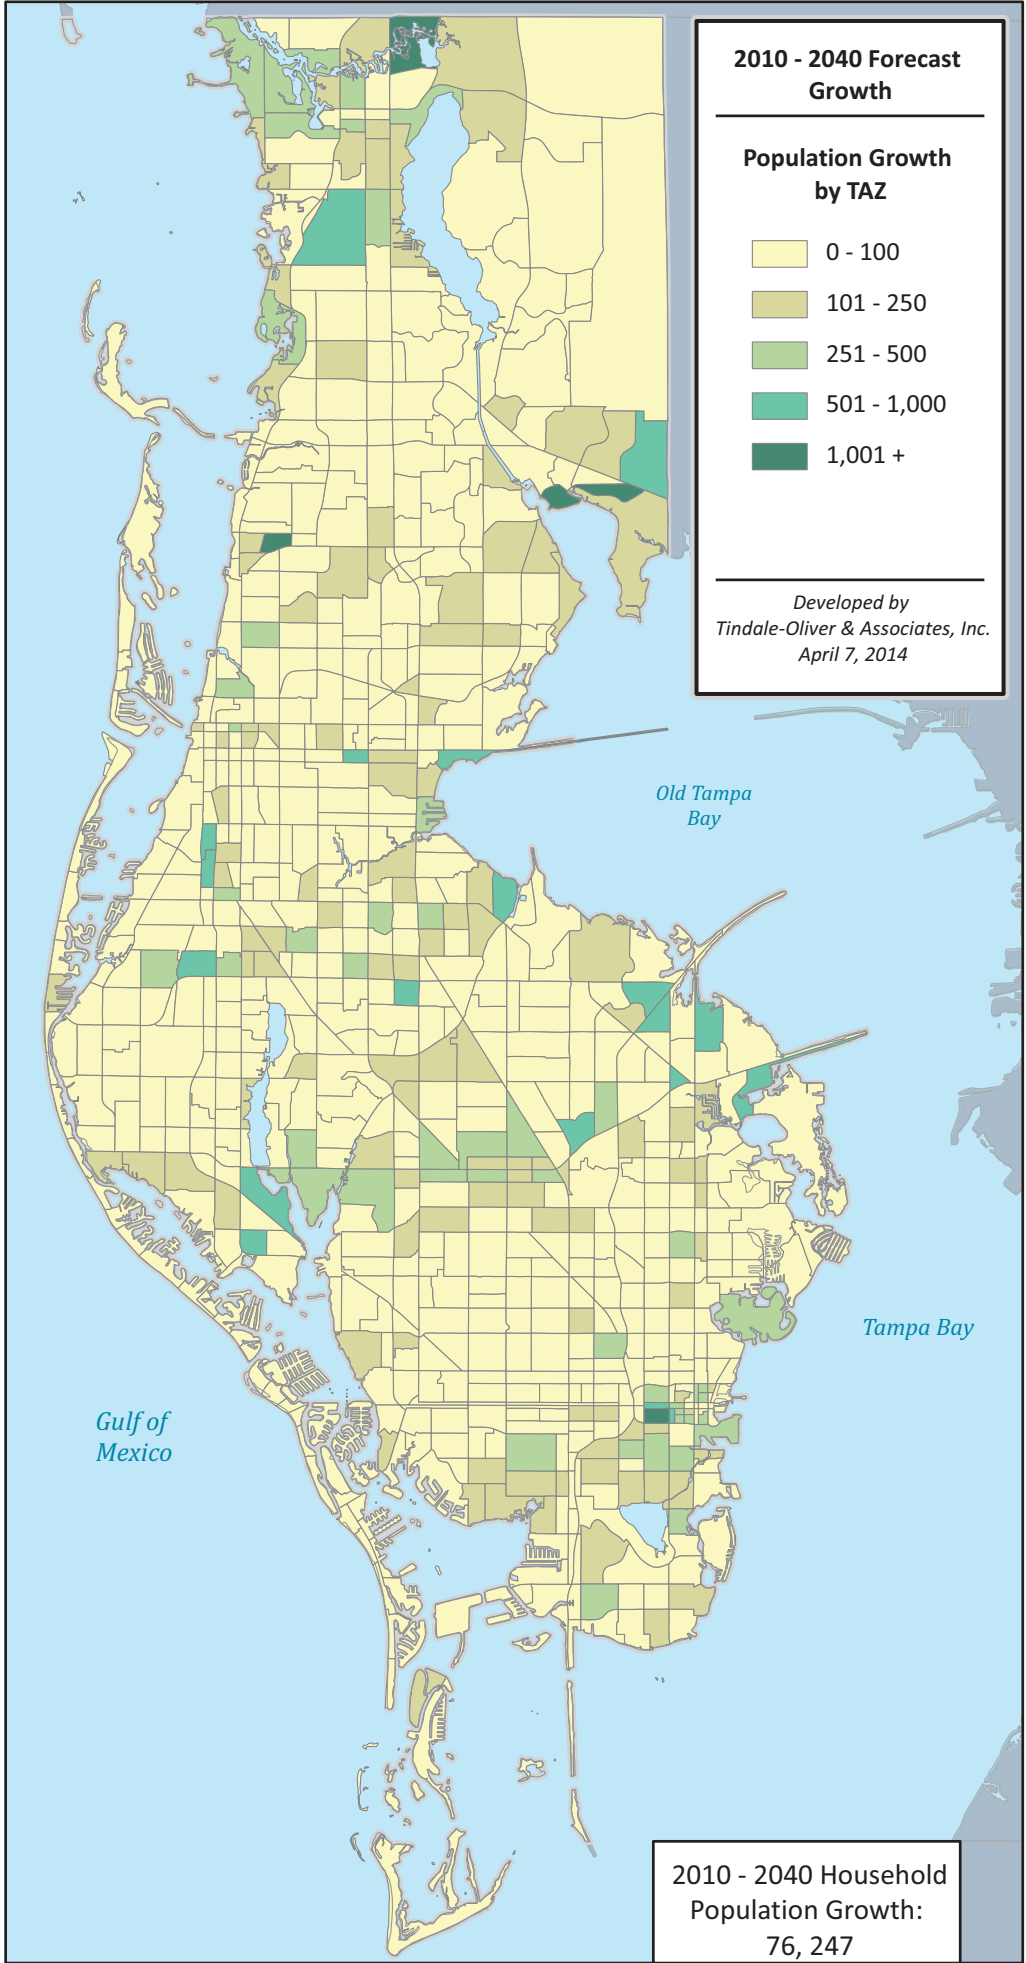 2010 - 2040 Forecast
Growth
Population Growth
by TAZ
0 - 100
101 - 250
251 - 500
501 - 1,000
1,001 +
Developed by
Tindale-Oliver & Associates, Inc.
April 7, 2014
Old Tampa
Bay
Tampa Bay
Gulf of
Mexico
2010 - 2040 Household
Population Growth:
76, 247